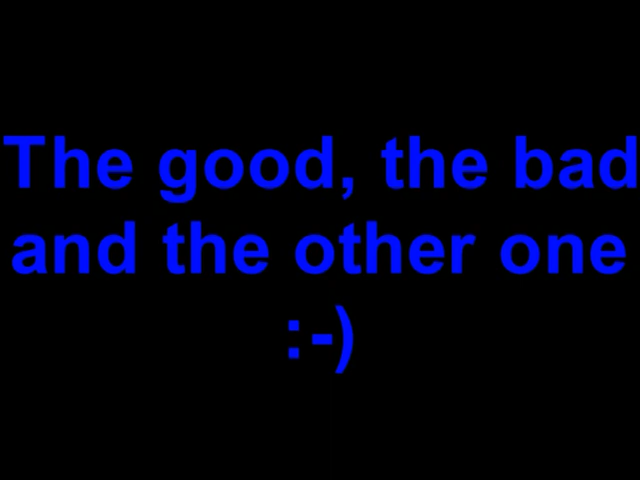 The good, the bad
and the other one
:-)